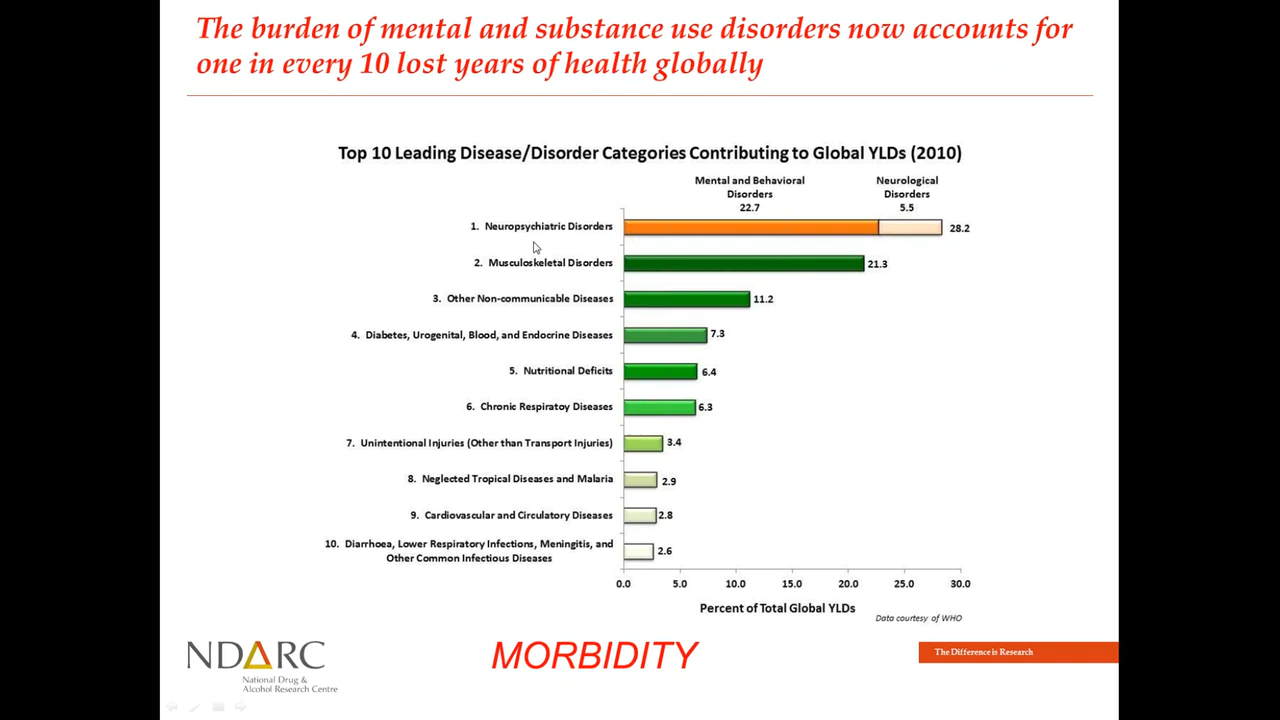 The burden of mental and substance use disorders now accounts for
one in every 10 lost years of health globally
Top 10 Leading Disease/Disorder Categories Contributing to Global YLDs (2010)
Mental and Behavioral
Disorders
22.7
Neurological
Disorders
5.5
1. Neuropsychiatric Disorders
28.2
2. Musculoskeletal Disorders
21.3
3. Other Non-communicable Diseases
11.2
4. Diabetes, Urogenital, Blood, and Endocrine Diseases
7.3
5. Nutritional Deficits
6.4
6. Chronic Respiratoy Diseases
6.3
7. Unintentional Injuries (Other than Transport Injuries)
3.4
8. Neglected Tropical Diseases and Malaria
2.9
9. Cardiovascular and Circulatory Diseases
2.8
10. Diarrhoea, Lower Respiratory Infections, Meningitis, and
Other Common Infectious Diseases
2.6
0.0 5.0 10.0 15.0 20.0 25.0 30.0
Percent of Total Global YLDs
Data courtesy of WHO
NDARC
National Drug &
Alcohol Research Centre
MORBIDITY
The Difference is Research